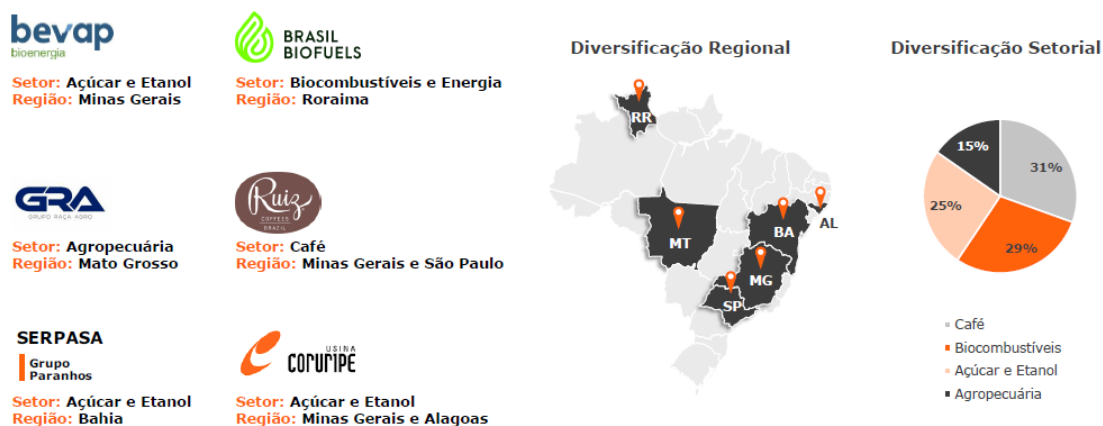 bevap
bioenergia
Setor: Açúcar e Etanol
Região: Minas Gerais
BRASIL
BIOFUELS
Setor: Biocombustíveis e Energia
Região: Roraima
GRA
GRUPO RAÇA AGRO
Setor: Agropecuária
Região: Mato Grosso
Ruiz
COFFEES
BRAZIL
Setor: Café
Região: Minas Gerais e São Paulo
SERPASA
Grupo
Paranhos
Setor: Açúcar e Etanol
Região: Bahia
USINA
CORURIPE
Setor: Açúcar e Etanol
Região: Minas Gerais e Alagoas
Diversificação Regional
RR
MT
BA
AL
MG
SP
Diversificação Setorial
15%
31%
25%
29%
Café
Biocombustíveis
Açúcar e Etanol
Agropecuária